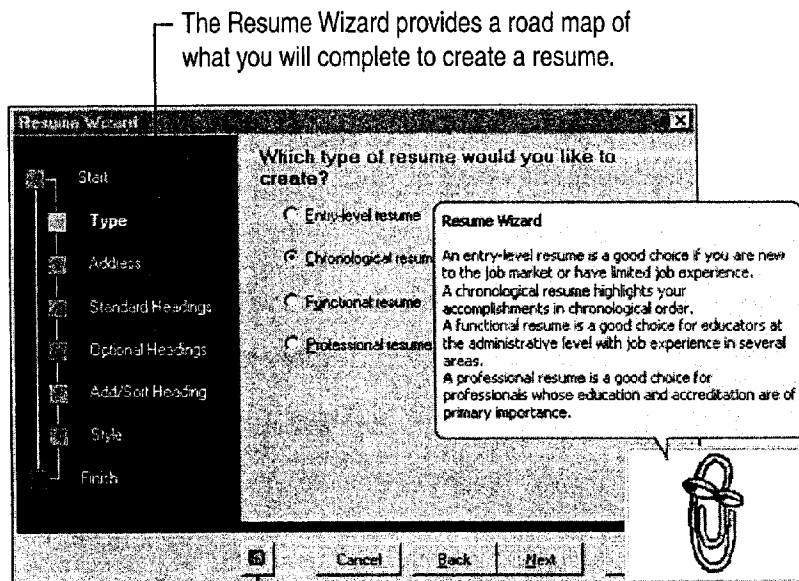 The Resume Wizard provides a road map of
what you will complete to create a resume.
Resume Wizard
Start
Type
Address
Standard Headings
Optional Headings
Add/Sort Heading
Style
Finish
Which type of resume would you like to
create?
Entry-level resume
Chronological resum
Functional resume
Professional resume
Resume Wizard
An entry-level resume is a good choice if you are new
to the job market or have limited job experience.
A chronological resume highlights your
accomplishments in chronological order.
A functional resume is a good choice for educators at
the administrative level with job experience in several
areas.
A professional resume is a good choice for
professionals whose education and accreditation are of
primary importance.
Cancel
Back
Next